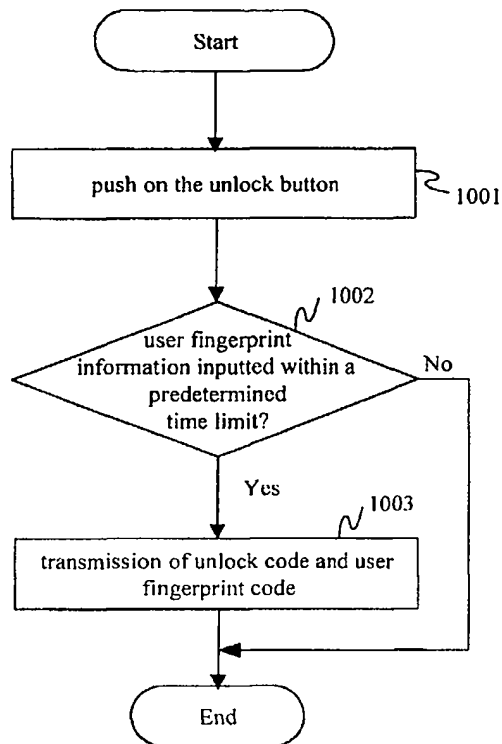 Start
push on the unlock button
1001
1002
user fingerprint
information inputted within a
predetermined
time limit?
No
Yes
1003
transmission of unlock code and user
fingerprint code
End